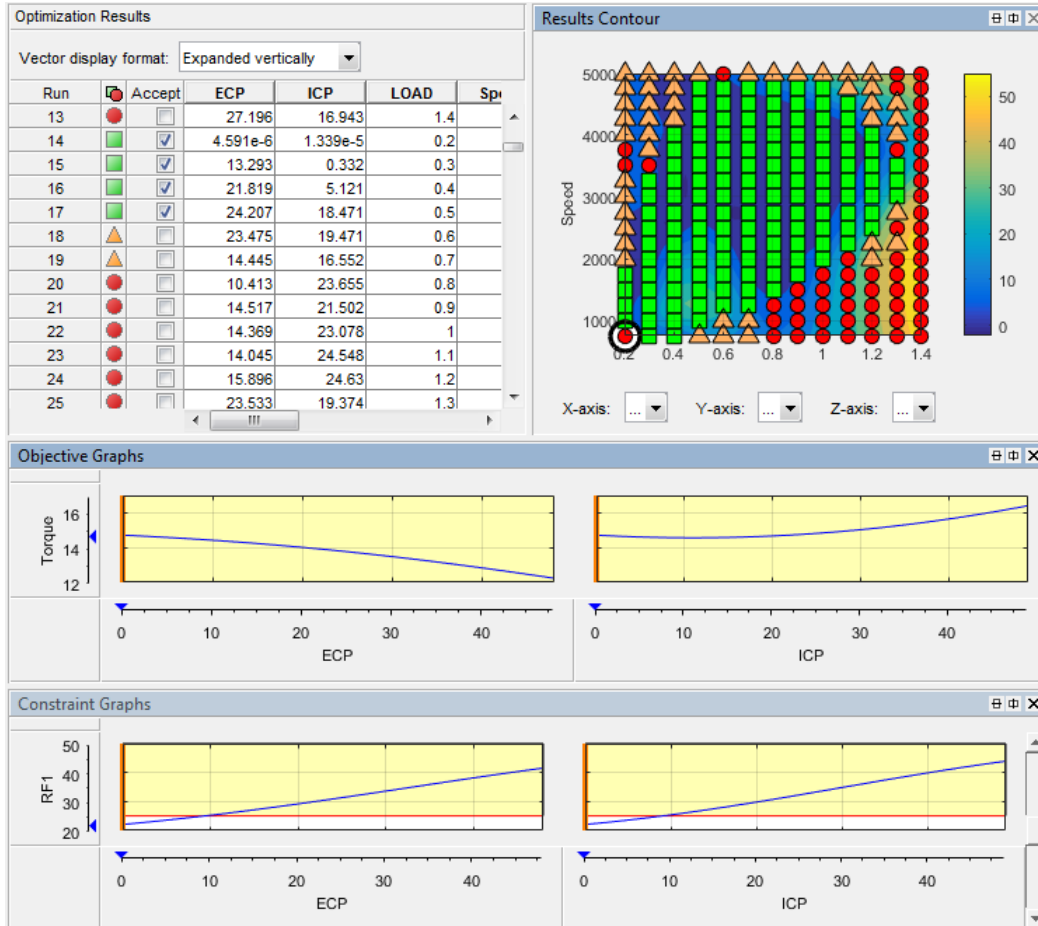 Optimization Results
Vector display format: Expanded vertically
Run Accept ECP ICP LOAD Spe
13 27.196 16.943 1.4
14 4.591e-6 1.339e-5 0.2
15 13.293 0.332 0.3
16 21.819 5.121 0.4
17 24.207 18.471 0.5
18 23.475 19.471 0.6
19 14.445 16.552 0.7
20 10.413 23.655 0.8
21 14.517 21.502 0.9
22 14.369 23.078 1
23 14.045 24.548 1.1
24 15.896 24.63 1.2
25 23.533 19.374 1.3
Results Contour
5000
4000
3000
2000
1000
Speed
0.2 0.4 0.6 0.8 1 1.2 1.4
50
40
30
20
10
0
X-axis: ... Y-axis: ... Z-axis: ...
Objective Graphs
Torque
16
14
12
0 10 20 30 40
ECP
0 10 20 30 40
ICP
Constraint Graphs
RF1
50
40
30
20
0 10 20 30 40
ECP
0 10 20 30 40
ICP